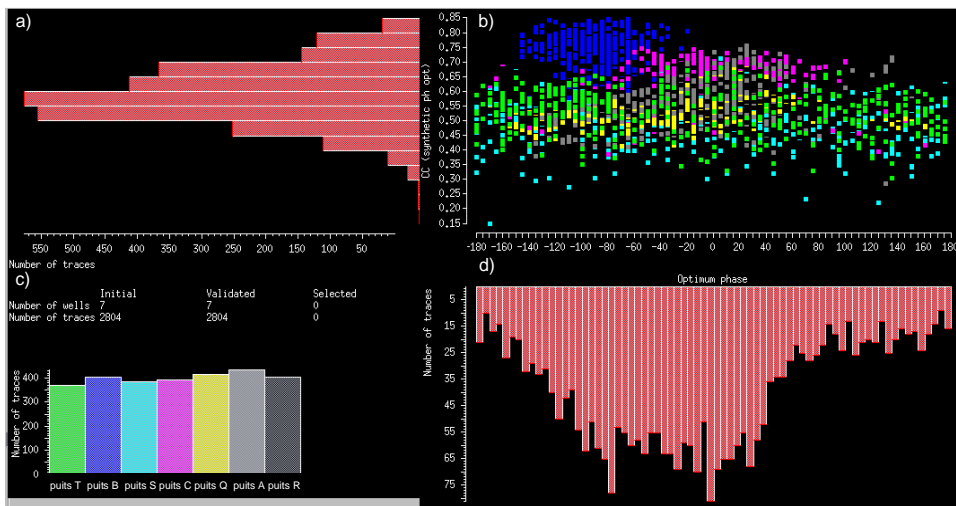 a)
550 500 450 400 350 300 250 200 150 100 50
Number of traces
b)
0.85
0.80
0.75
0.70
0.65
0.60
0.55
0.50
0.45
0.40
0.35
0.30
0.25
0.20
0.15
CC (synthetic ph opt)
-180 -160 -140 -120 -100 -80 -60 -40 -20 0 20 40 60 80 100 120 140 160 180
c)
Initial Validated Selected
Number of wells 7 7 0
Number of traces 2804 2804 0
400
300
200
100
0
Number of traces
puits T puits B puits S puits C puits Q puits A puits R
d)
Optimum phase
5
15
25
35
45
55
65
75
Number of traces